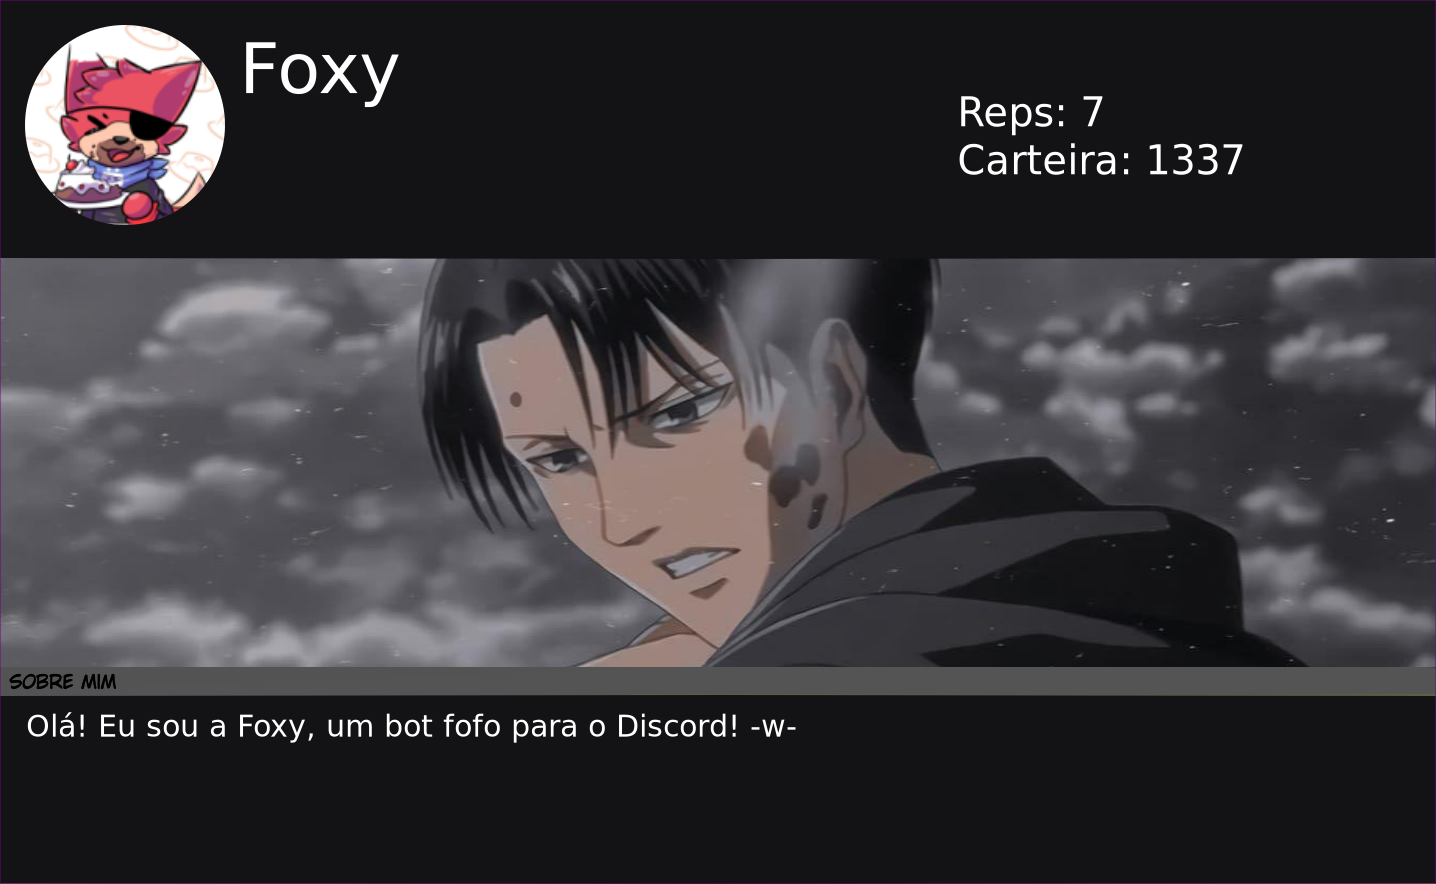 Foxy
Reps: 7
Carteira: 1337
SOBRE MIM
Olá! Eu sou a Foxy, um bot fofo para o Discord! -w-